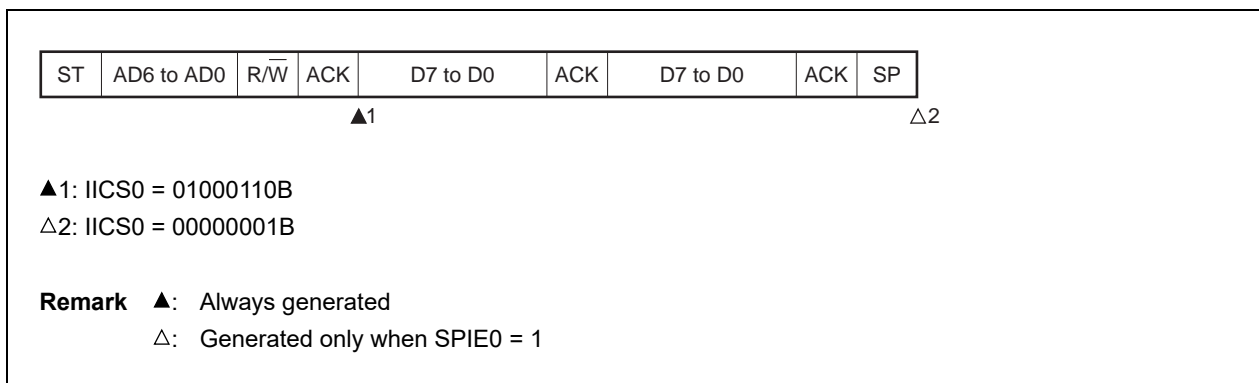 ST AD6 to AD0 R/W̅ ACK D7 to D0 ACK D7 to D0 ACK SP
▲1 △2
▲1: IICS0 = 01000110B
△2: IICS0 = 00000001B
Remark ▲: Always generated
△: Generated only when SPIE0 = 1